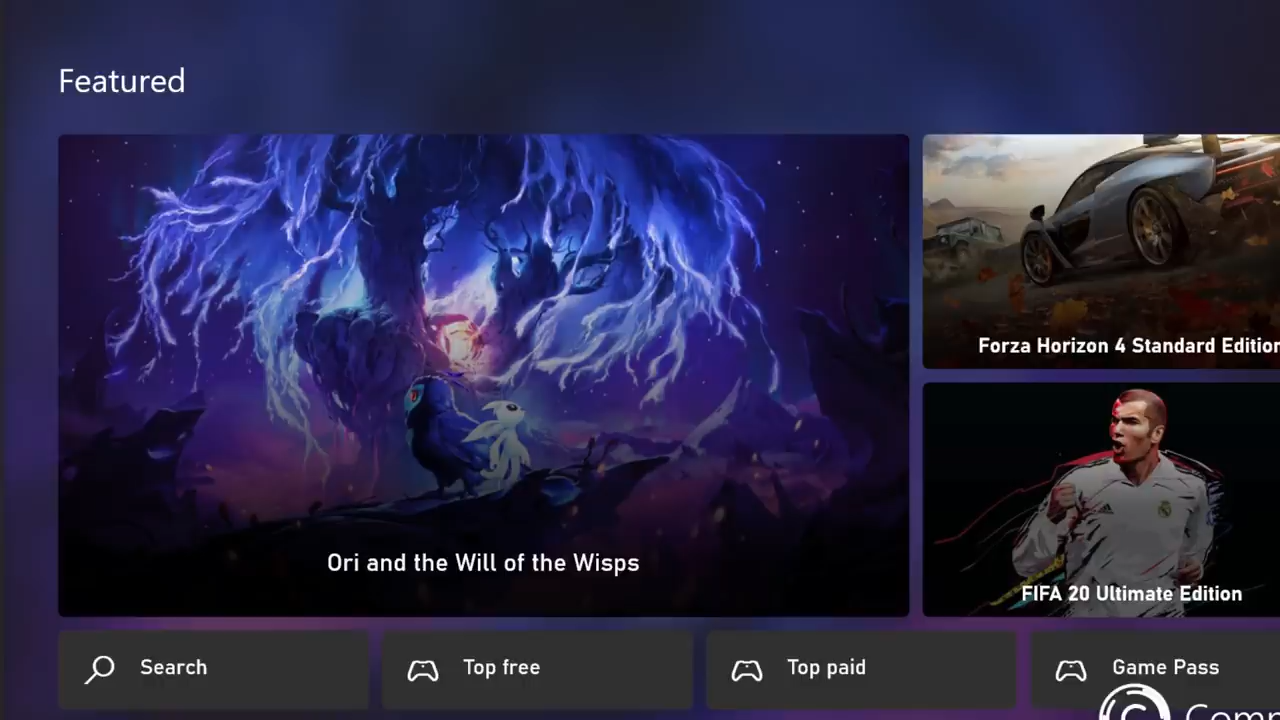 Featured
Ori and the Will of the Wisps
Forza Horizon 4 Standard Edition
FIFA 20 Ultimate Edition
Search
Top free
Top paid
Game Pass